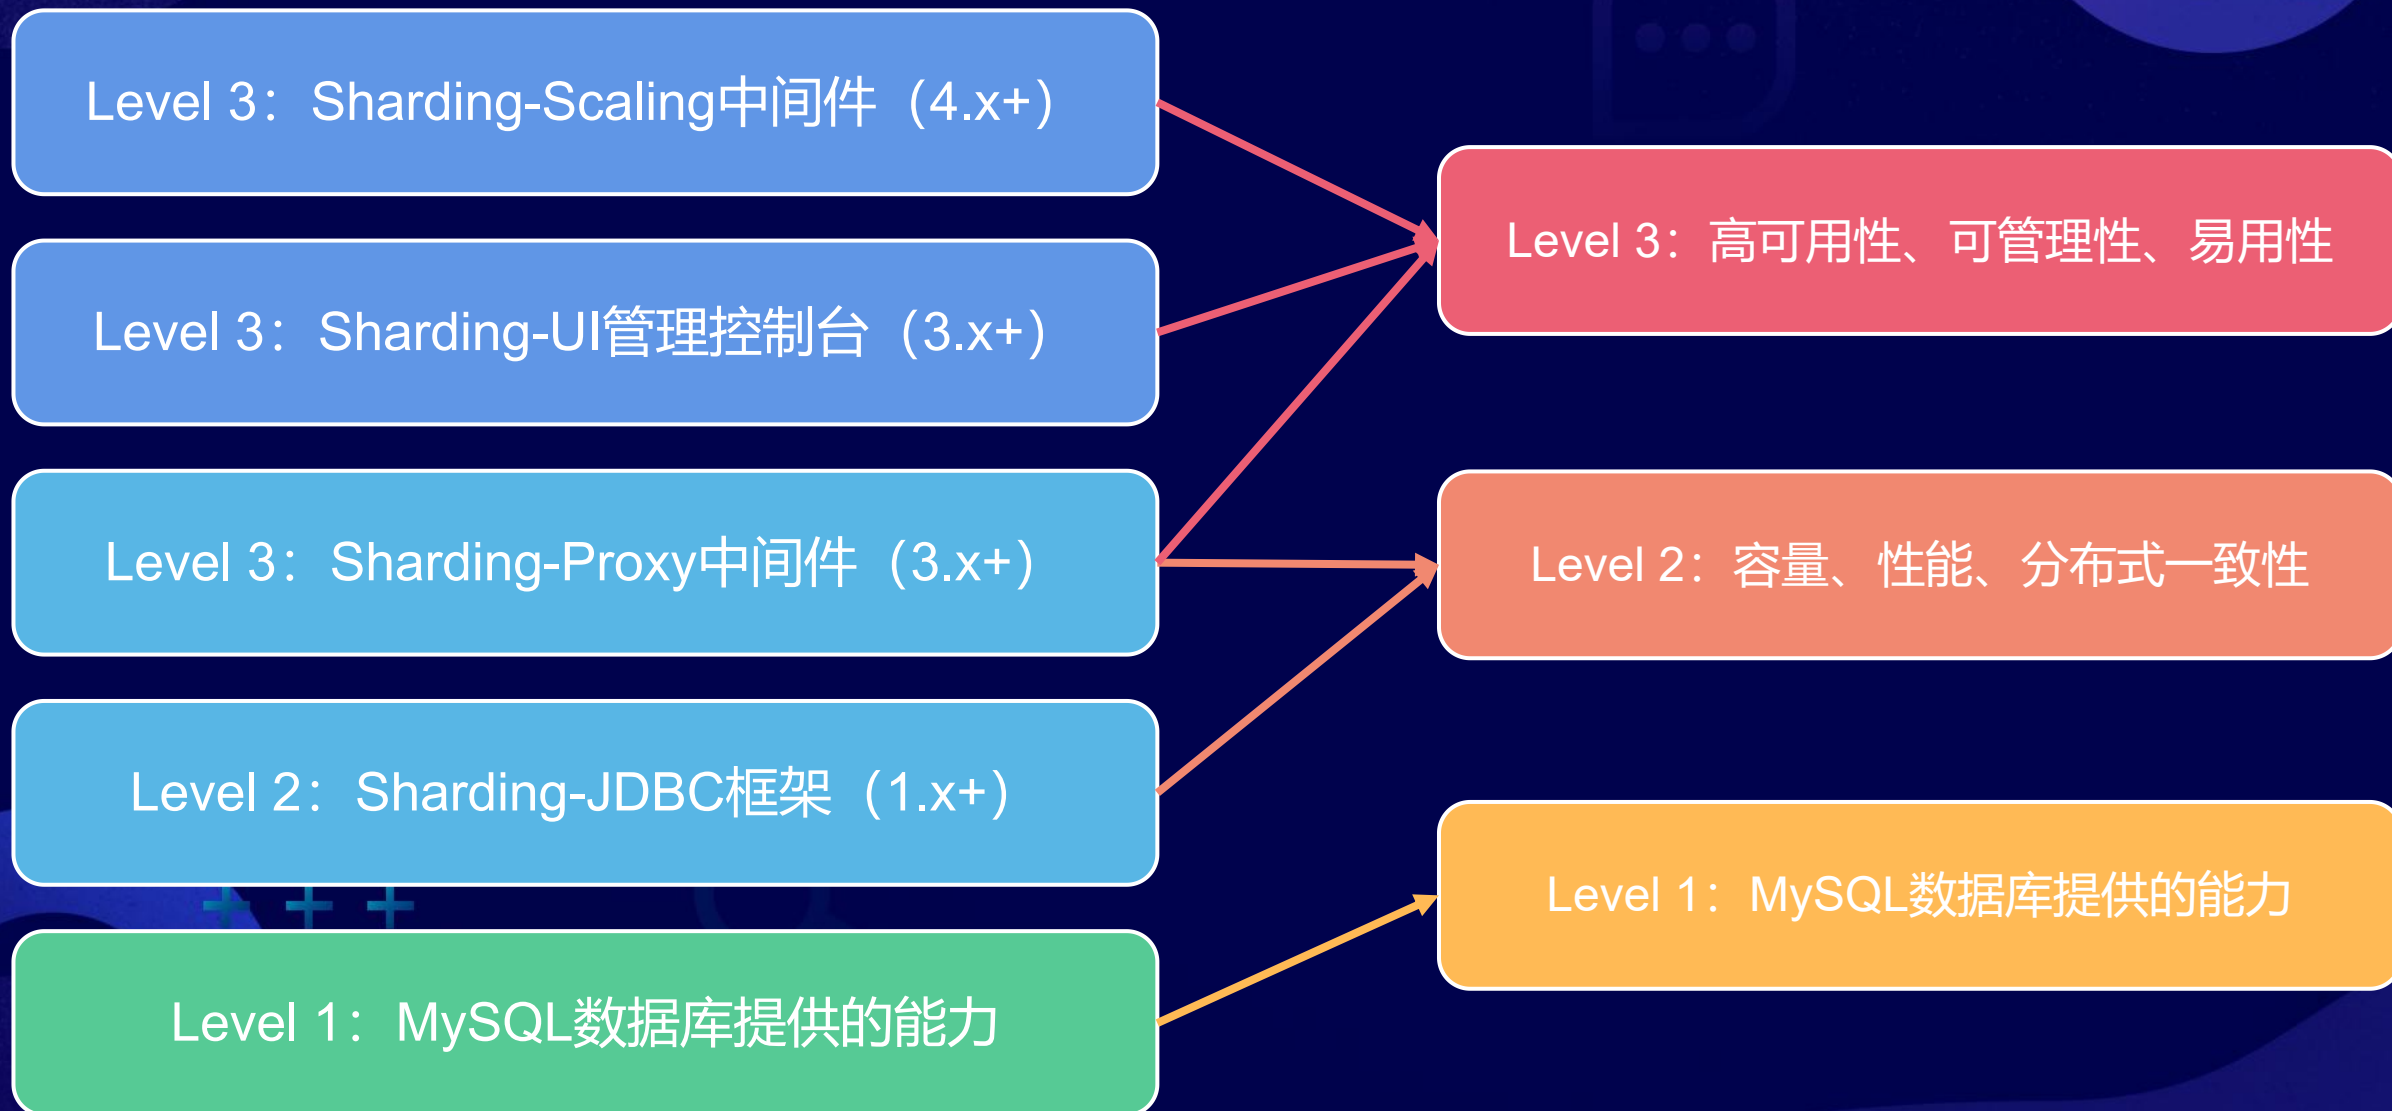 Level 3：Sharding-Scaling中间件（4.x+）
Level 3：Sharding-UI管理控制台（3.x+）
Level 3：Sharding-Proxy中间件（3.x+）
Level 2：Sharding-JDBC框架（1.x+）
Level 1：MySQL数据库提供的能力
Level 3：高可用性、可管理性、易用性
Level 2：容量、性能、分布式一致性
Level 1：MySQL数据库提供的能力